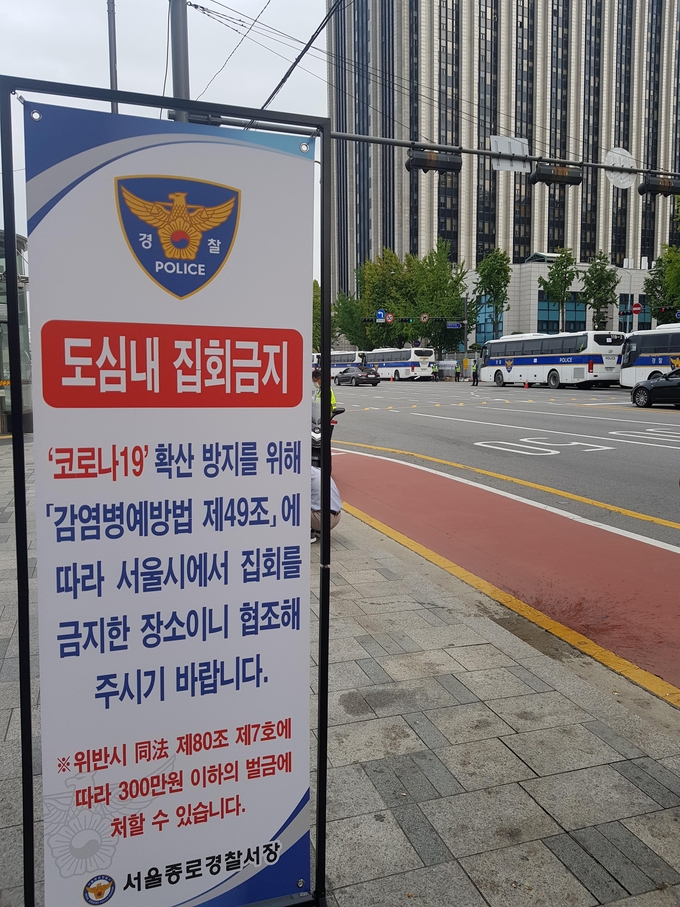 경 찰
POLICE
도심내 집회금지
'코로나19' 확산 방지를 위해
「감염병예방법 제49조」에
따라 서울시에서 집회를
금지한 장소이니 협조해
주시기 바랍니다.
※위반시 同法 제80조 제7호에
따라 300만원 이하의 벌금에
처할 수 있습니다.
서울종로경찰서장
POLICE
경찰
50